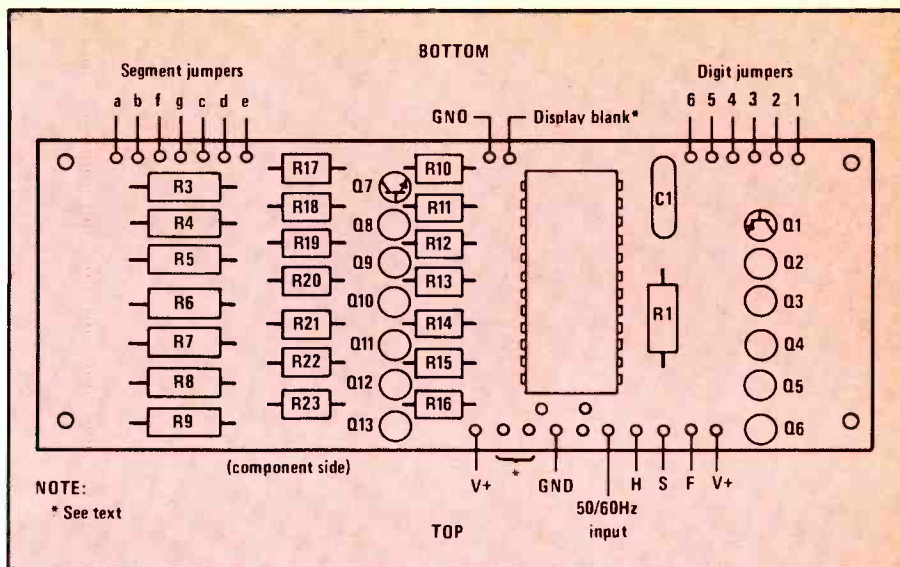 BOTTOM
Segment jumpers
Digit jumpers
a b f g c d e
6 5 4 3 2 1
GND
Display blank*
R17
R10
R3
Q7
C1
R4
R18
Q8
R11
Q1
R5
R19
Q9
R12
Q2
R20
Q10
R13
Q3
R6
R1
R21
R14
R7
Q11
Q4
R22
R15
R8
Q12
Q5
R23
R16
R9
Q13
Q6
(component side)
V+ * GND H S F V+
50/60Hz
input
NOTE:
* See text
TOP